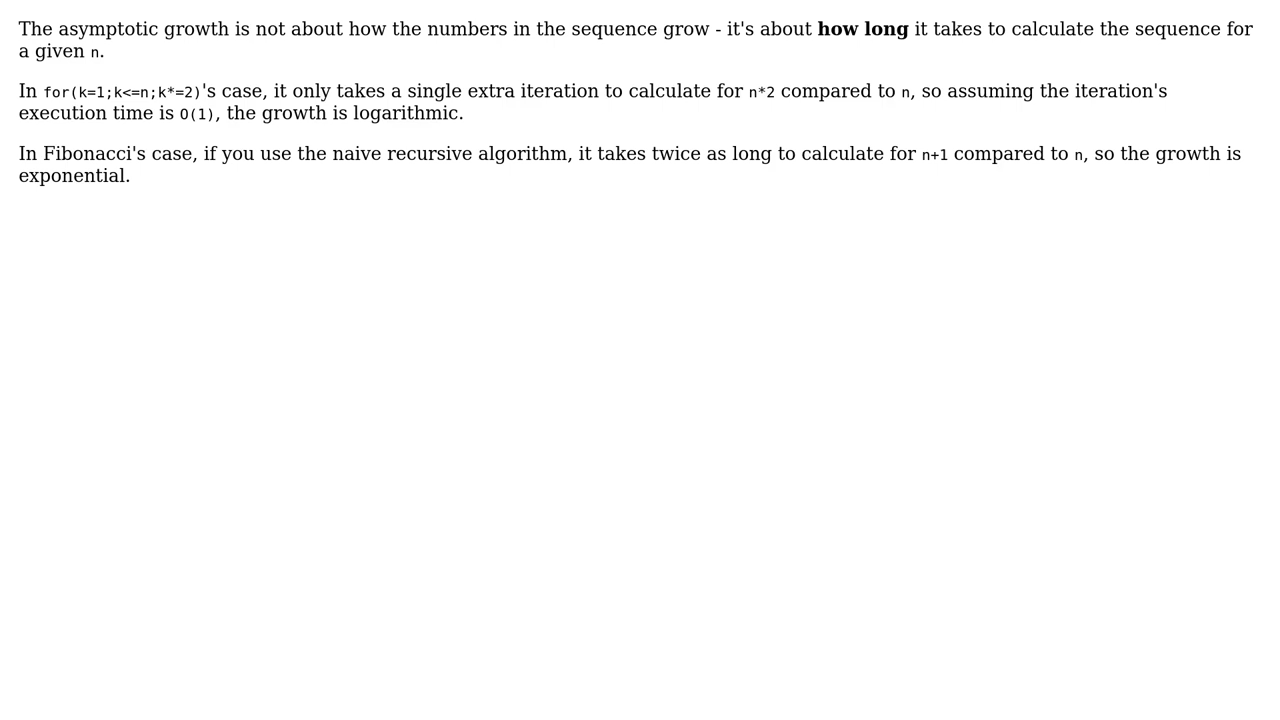 The asymptotic growth is not about how the numbers in the sequence grow - it's about how long it takes to calculate the sequence for
a given n.
In for(k=1;k<=n;k*=2)'s case, it only takes a single extra iteration to calculate for n*2 compared to n, so assuming the iteration's
execution time is O(1), the growth is logarithmic.
In Fibonacci's case, if you use the naive recursive algorithm, it takes twice as long to calculate for n+1 compared to n, so the growth is
exponential.